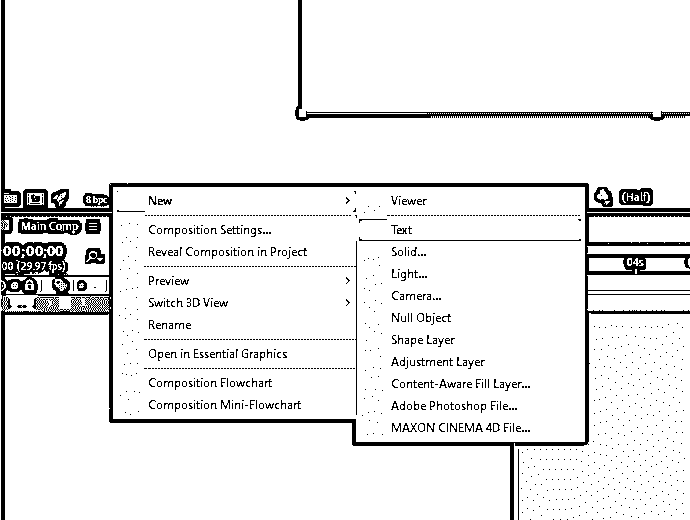 8 bpc
(Half)
Main Comp
00;00;00
00 (29.97 fps)
04s
New
Composition Settings...
Reveal Composition in Project
Preview
Switch 3D View
Rename
Open in Essential Graphics
Composition Flowchart
Composition Mini-Flowchart
Viewer
Text
Solid...
Light...
Camera...
Null Object
Shape Layer
Adjustment Layer
Content-Aware Fill Layer...
Adobe Photoshop File...
MAXON CINEMA 4D File...